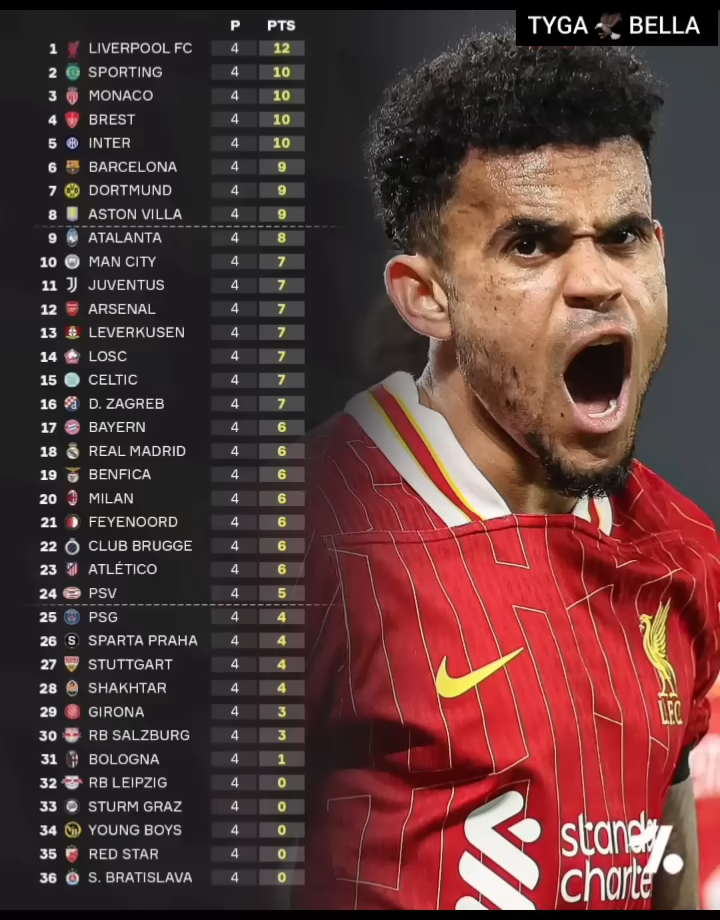 TYGA BELLA
P PTS
1 LIVERPOOL FC 4 12
2 SPORTING 4 10
3 MONACO 4 10
4 BREST 4 10
5 INTER 4 10
6 BARCELONA 4 9
7 DORTMUND 4 9
8 ASTON VILLA 4 9
9 ATALANTA 4 8
10 MAN CITY 4 7
11 JUVENTUS 4 7
12 ARSENAL 4 7
13 LEVERKUSEN 4 7
14 LOSC 4 7
15 CELTIC 4 7
16 D. ZAGREB 4 7
17 BAYERN 4 6
18 REAL MADRID 4 6
19 BENFICA 4 6
20 MILAN 4 6
21 FEYENOORD 4 6
22 CLUB BRUGGE 4 6
23 ATLÉTICO 4 6
24 PSV 4 5
25 PSG 4 4
26 SPARTA PRAHA 4 4
27 STUTTGART 4 4
28 SHAKHTAR 4 4
29 GIRONA 4 3
30 RB SALZBURG 4 3
31 BOLOGNA 4 1
32 RB LEIPZIG 4 0
33 STURM GRAZ 4 0
34 YOUNG BOYS 4 0
35 RED STAR 4 0
36 S. BRATISLAVA 4 0
L.F.C
standa
charte